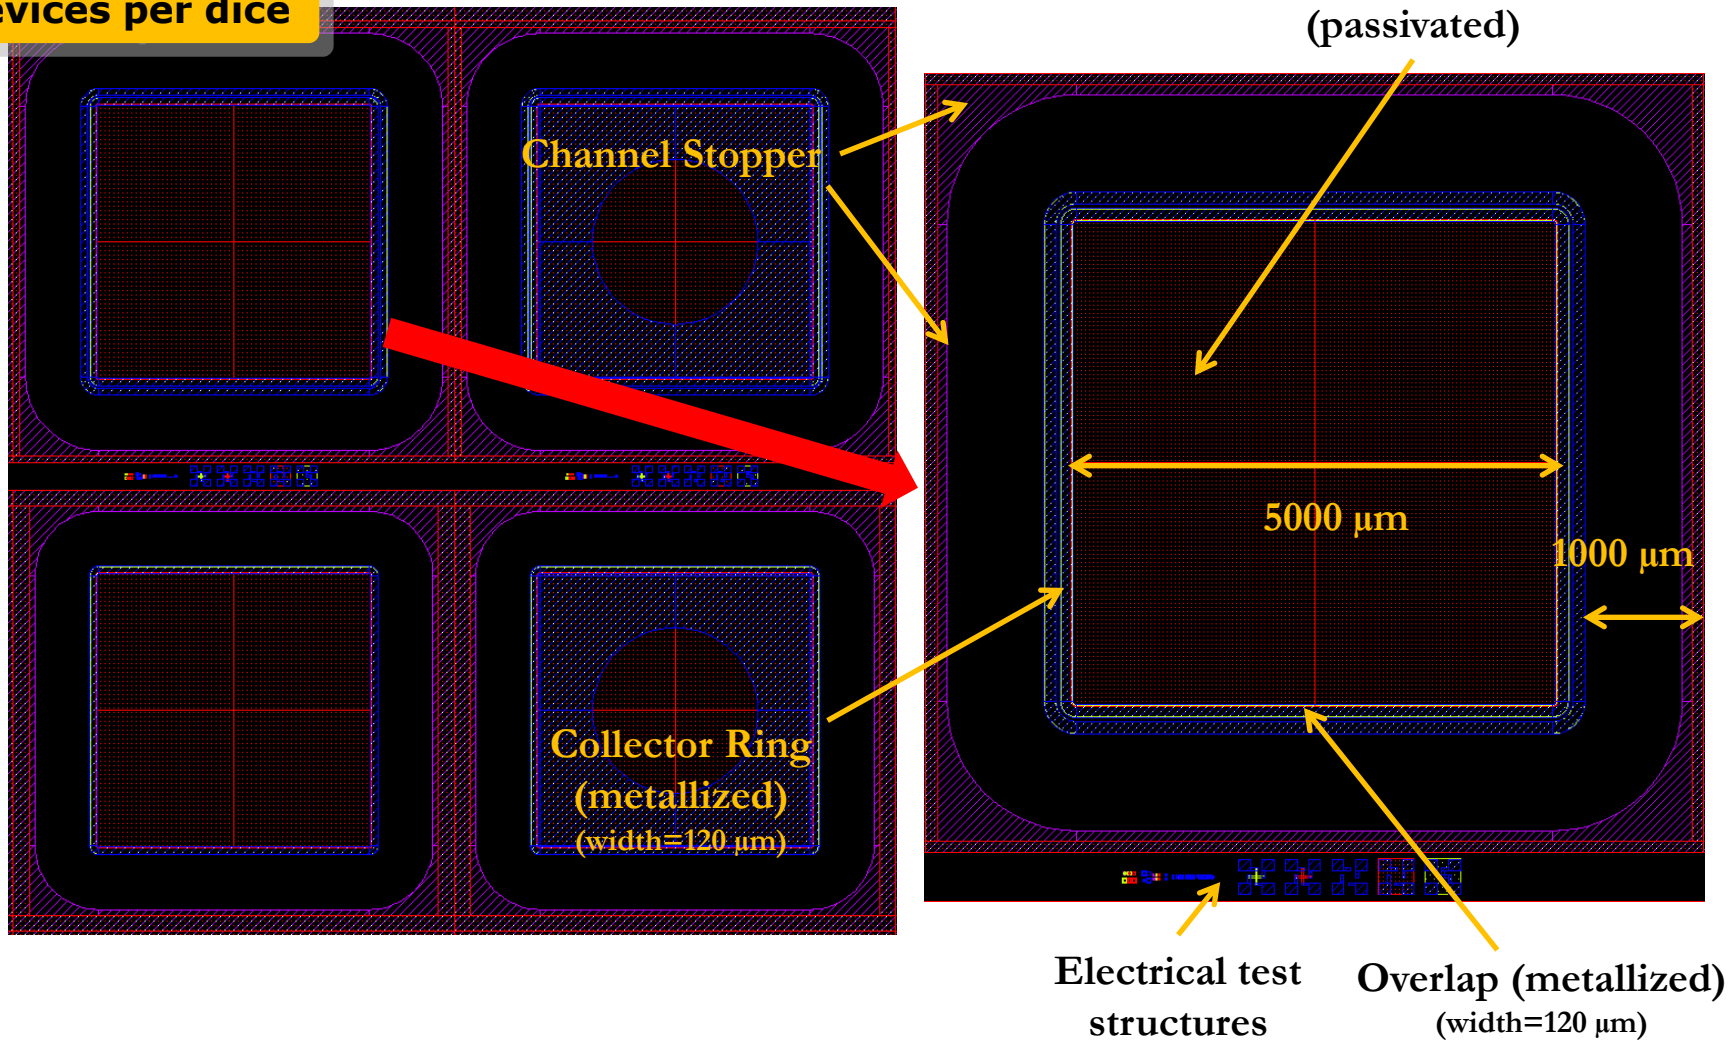 devices per dice
(passivated)
Channel Stopper
5000 μm
1000 μm
Collector Ring
(metallized)
(width=120 μm)
Electrical test
structures
Overlap (metallized)
(width=120 μm)